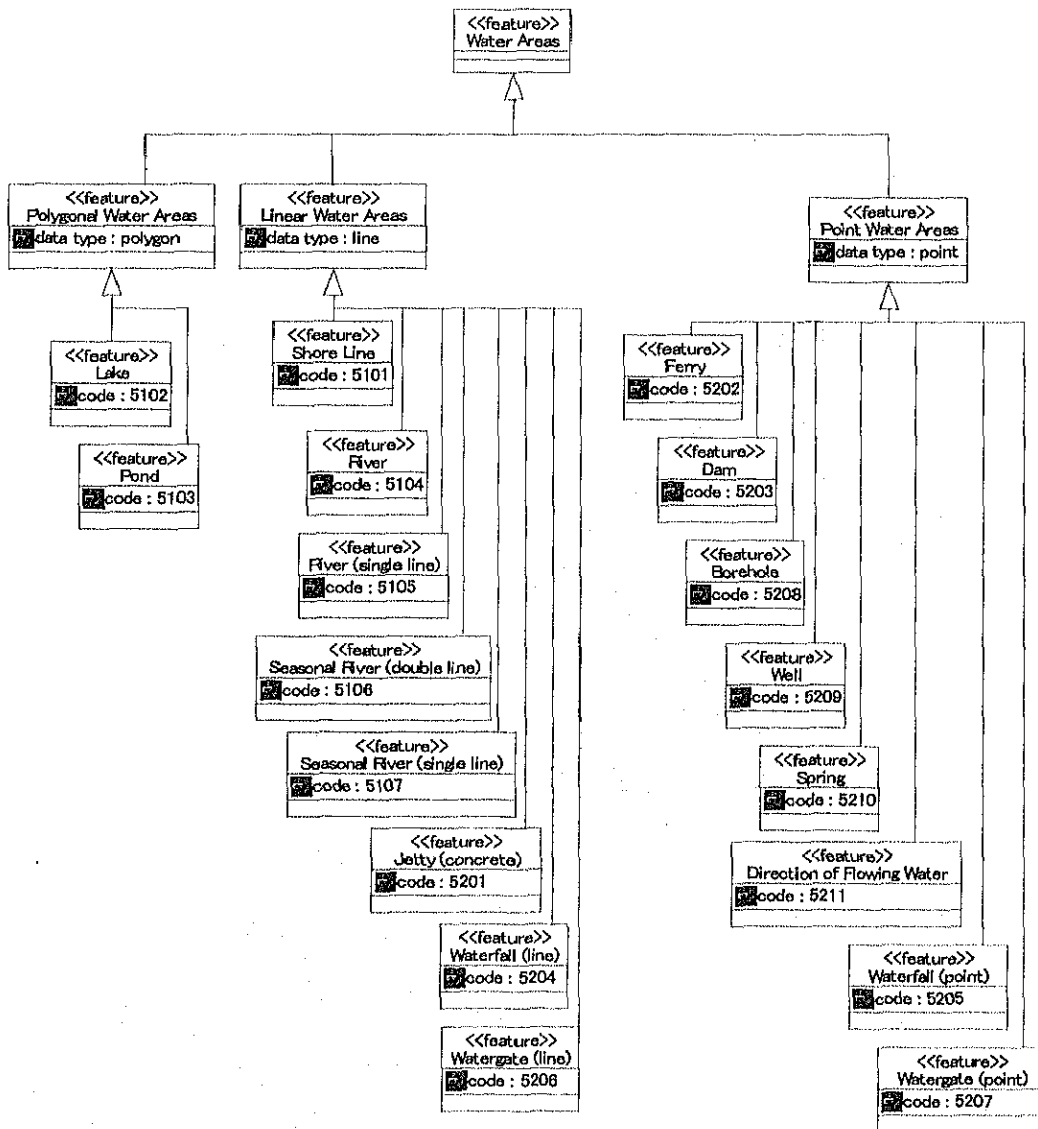 <<feature>>
Water Areas
<<feature>>
Polygonal Water Areas
data type : polygon
<<feature>>
Linear Water Areas
data type : line
<<feature>>
Point Water Areas
data type : point
<<feature>>
Lake
code : 5102
<<feature>>
Pond
code : 5103
<<feature>>
Shore Line
code : 5101
<<feature>>
River
code : 5104
<<feature>>
River (single line)
code : 5105
<<feature>>
Seasonal River (double line)
code : 5106
<<feature>>
Seasonal River (single line)
code : 5107
<<feature>>
Jetty (concrete)
code : 5201
<<feature>>
Waterfall (line)
code : 5204
<<feature>>
Watergate (line)
code : 5206
<<feature>>
Ferry
code : 5202
<<feature>>
Dam
code : 5203
<<feature>>
Borehole
code : 5208
<<feature>>
Well
code : 5209
<<feature>>
Spring
code : 5210
<<feature>>
Direction of Flowing Water
code : 5211
<<feature>>
Waterfall (point)
code : 5205
<<feature>>
Watergate (point)
code : 5207